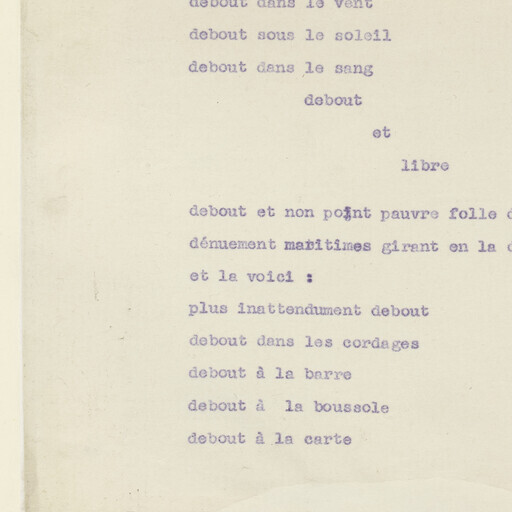 debout dans le vent
debout sous le soleil
debout dans le sang
debout
et
libre
debout et non point pauvre folle
dénuement maritimes girant en la
et la voici :
plus inattendument debout
debout dans les cordages
debout à la barre
debout à la boussole
debout à la carte